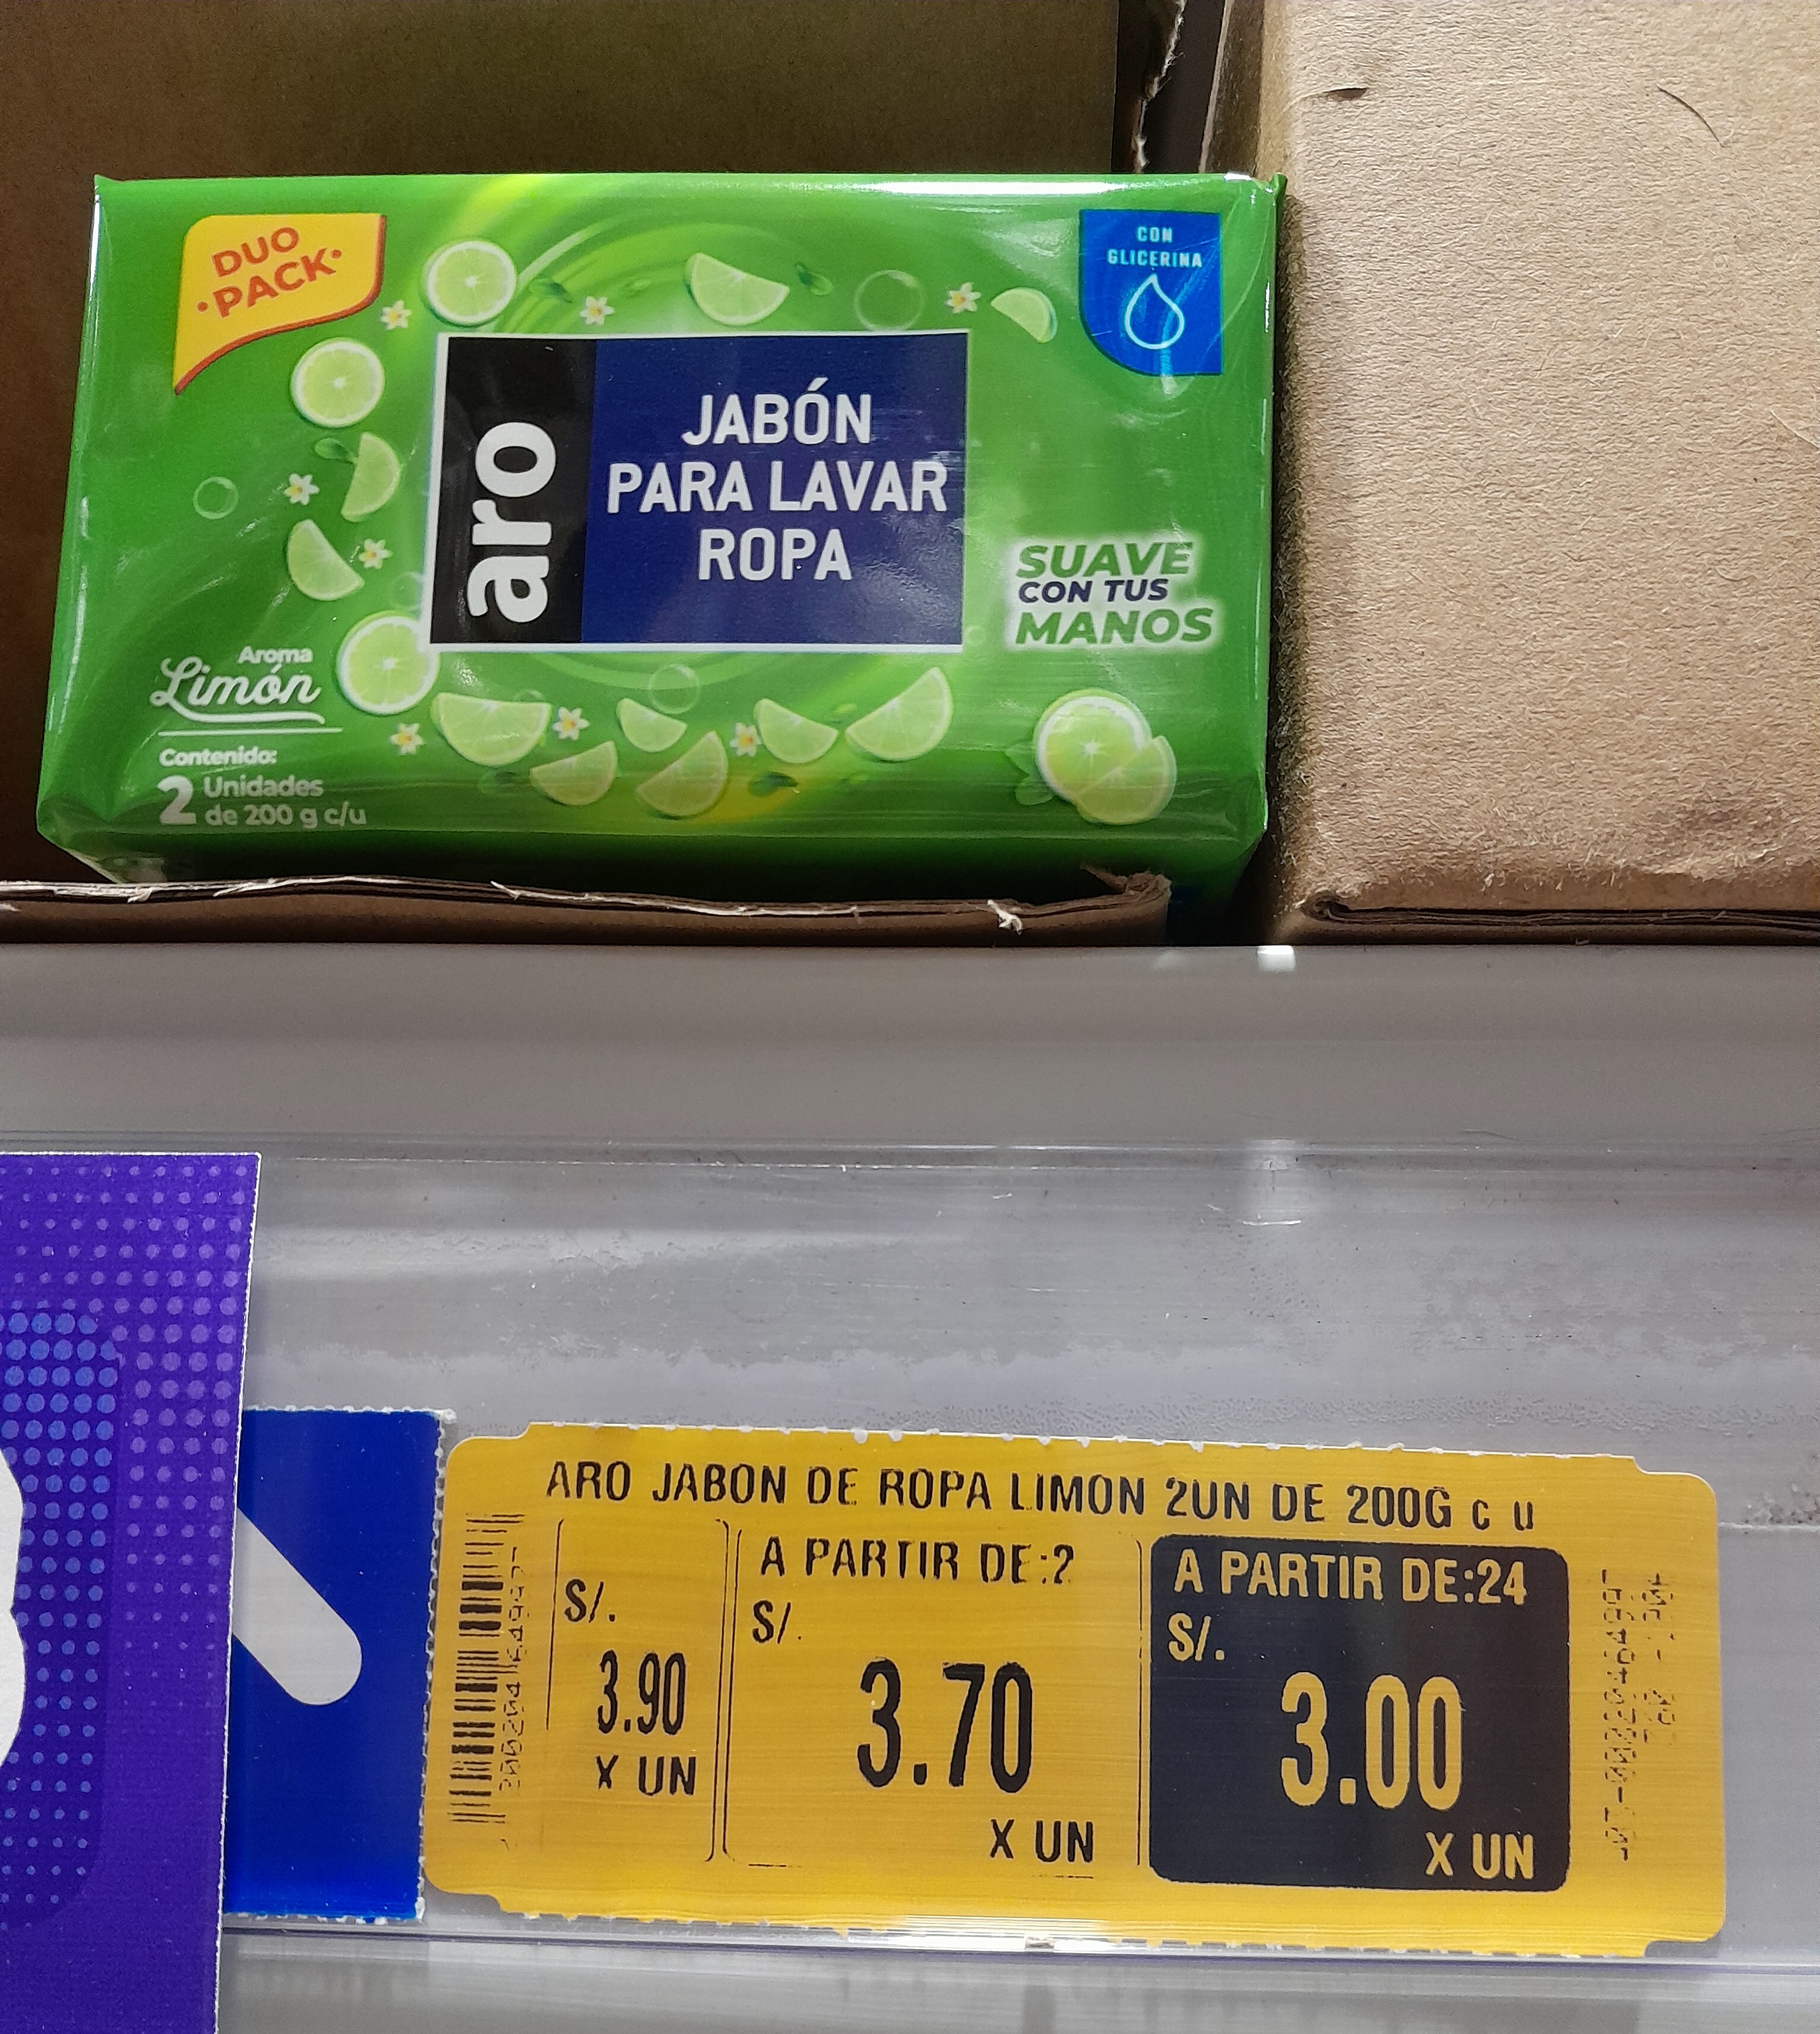 DUO
PACK
CON
GLICERINA
aro
JABÓN
PARA LAVAR
ROPA
SUAVE
CON TUS
MANOS
Aroma
Limón
Contenido:
2 Unidades
de 200 g c/u
ARO JABON DE ROPA LIMON 2UN DE 200G c u
S/.
3.90
X UN
A PARTIR DE:2
S/.
3.70
X UN
A PARTIR DE:24
S/.
3.00
X UN